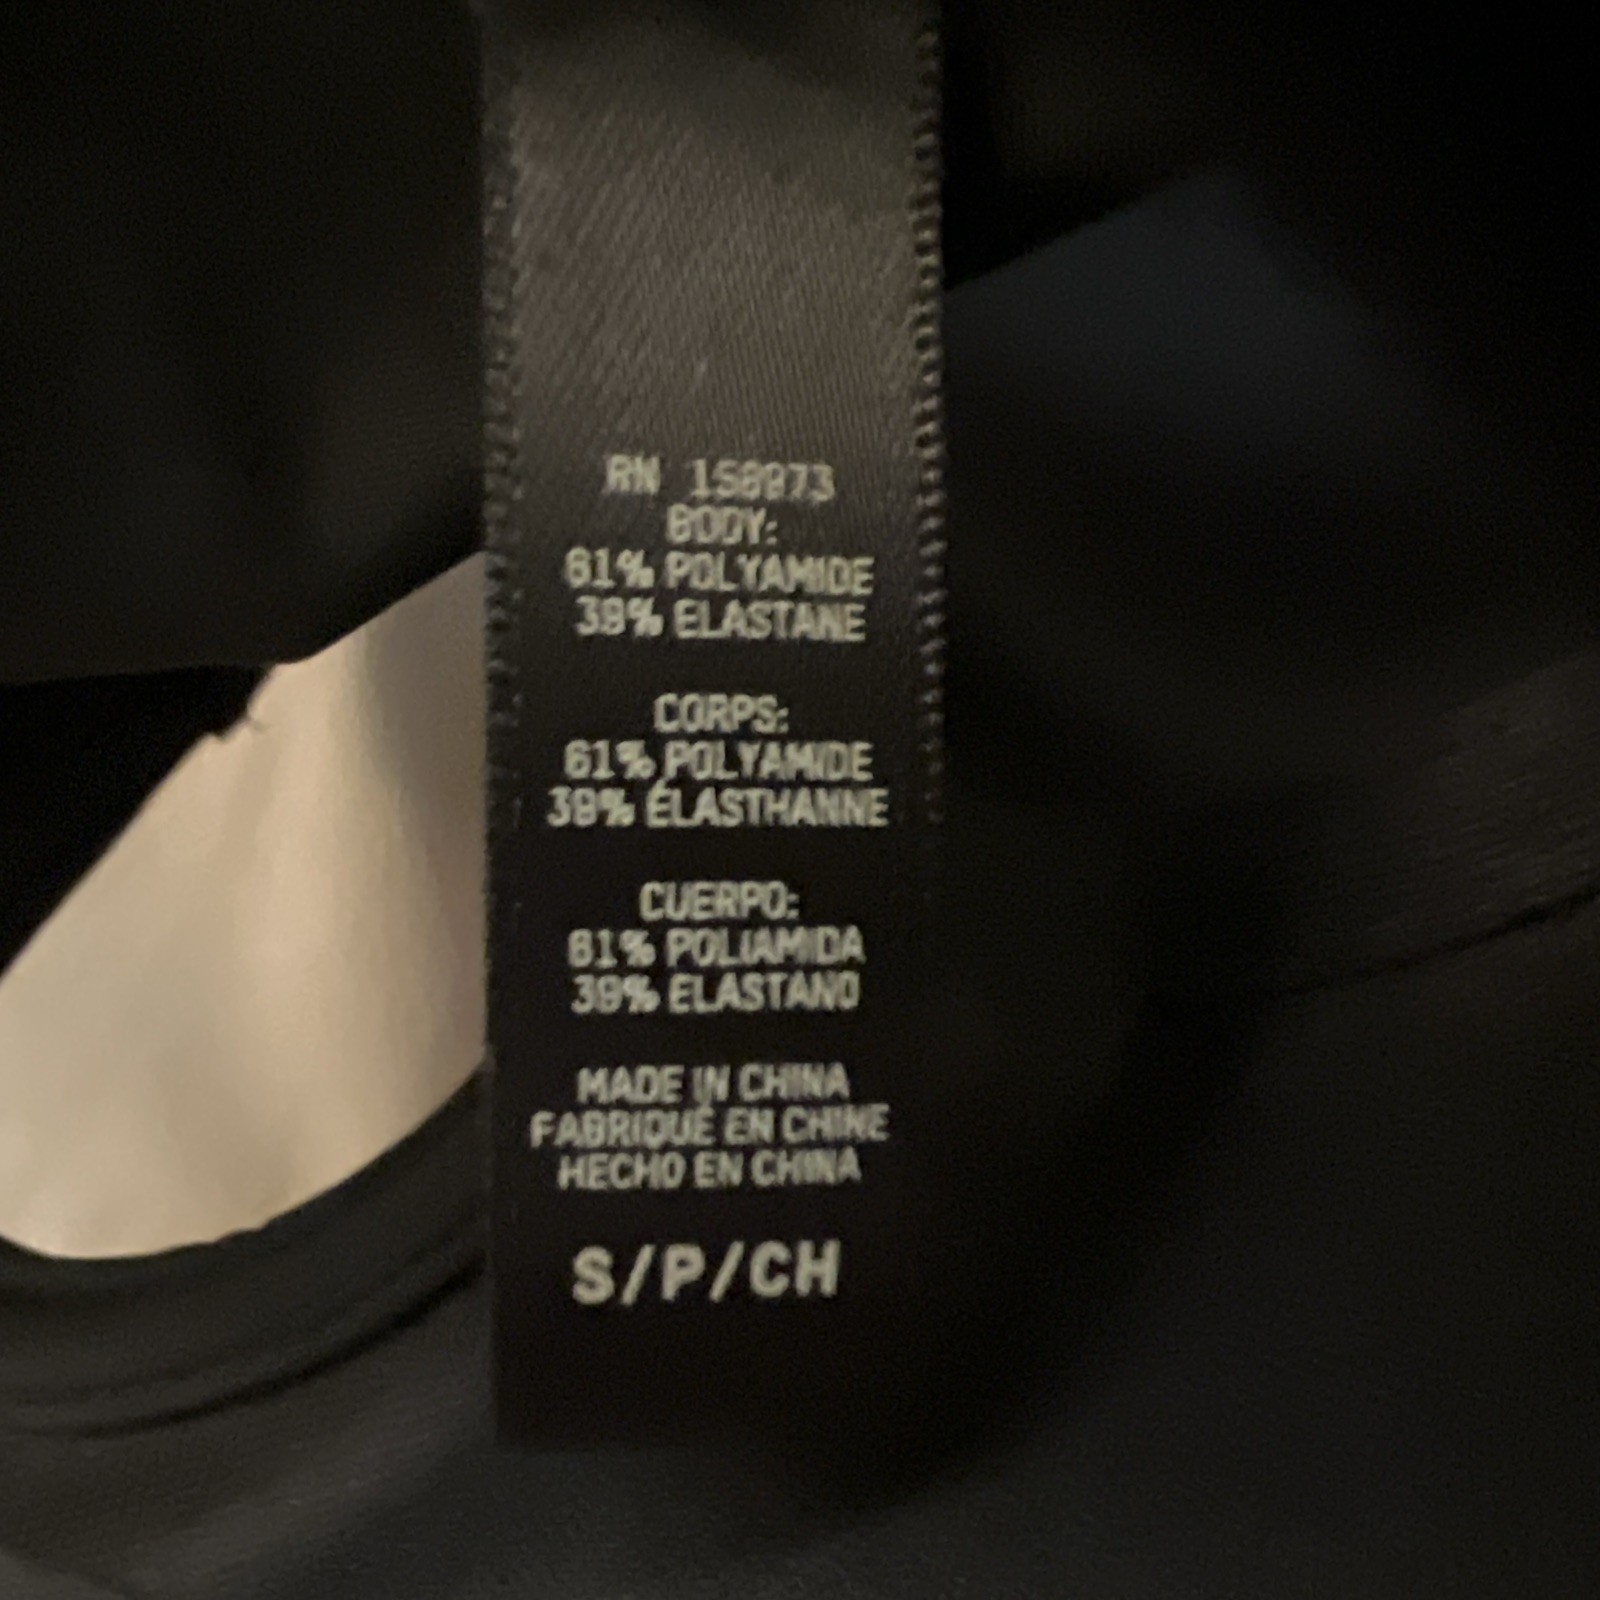 RN 158973
BODY:
61% POLYAMIDE
39% ELASTANE
CORPS:
61% POLYAMIDE
39% ÉLASTHANNE
CUERPO:
61% POLIAMIDA
39% ELASTANO
MADE IN CHINA
FABRIQUÉ EN CHINE
HECHO EN CHINA
S/P/CH